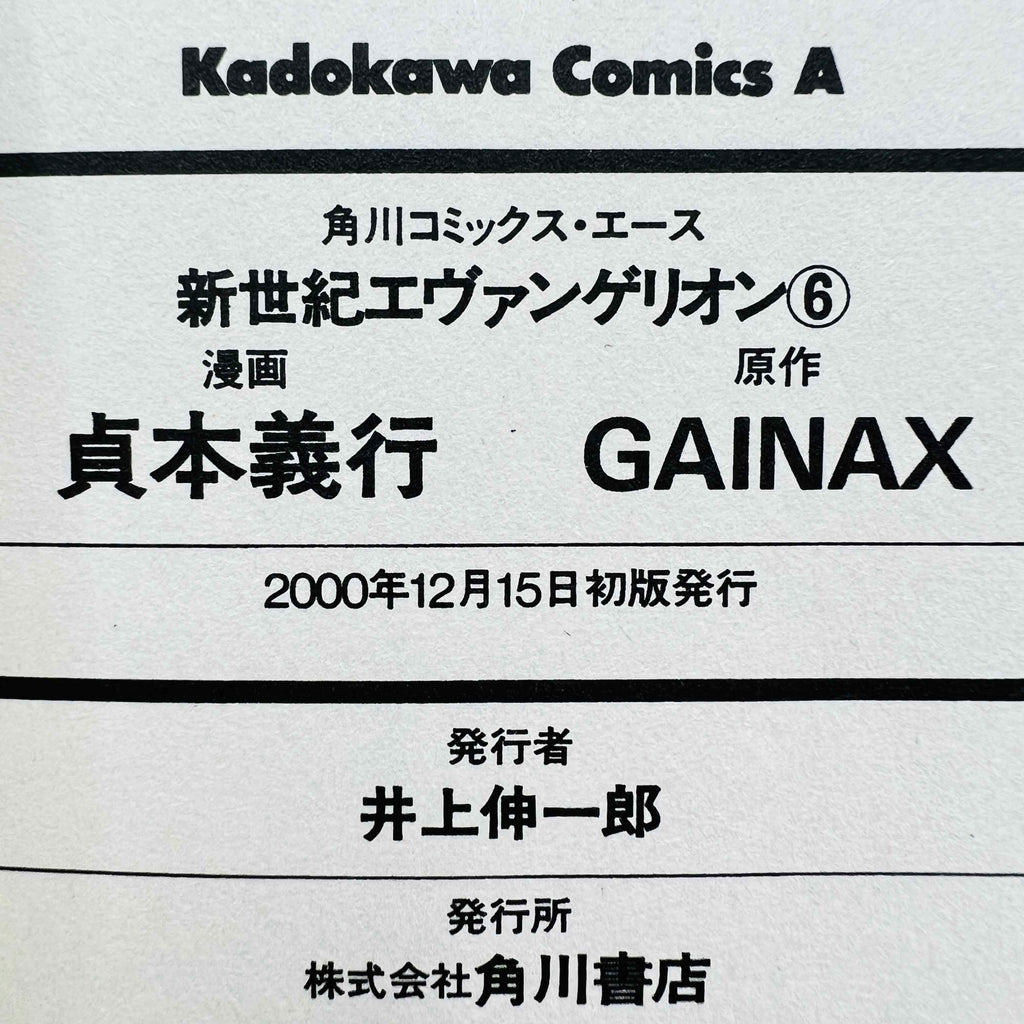 Kadokawa Comics A
角川コミックス・エース
新世紀エヴァンゲリオン⑥
漫画 原作
貞本義行 GAINAX
2000年12月15日初版発行
発行者
井上伸一郎
発行所
株式会社角川書店